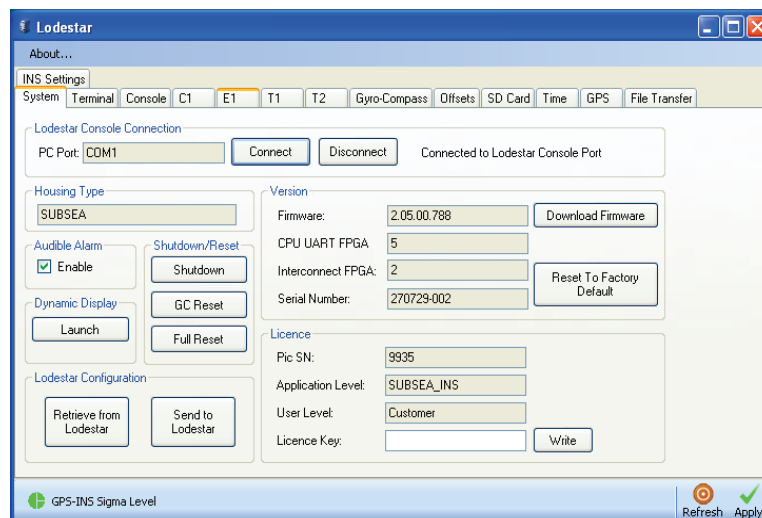 Lodestar
About...
INS Settings
System Terminal Console C1 E1 T1 T2 Gyro-Compass Offsets SD Card Time GPS File Transfer
Lodestar Console Connection
PC Port: COM1 Connect Disconnect Connected to Lodestar Console Port
Housing Type
SUBSEA
Audible Alarm
Enable
Shutdown/Reset
Shutdown
GC Reset
Full Reset
Dynamic Display
Launch
Lodestar Configuration
Retrieve from
Lodestar
Send to
Lodestar
Version
Firmware: 2.05.00.788 Download Firmware
CPU UART FPGA 5
Interconnect FPGA: 2
Reset To Factory
Default
Serial Number: 270729-002
Licence
Pic SN: 9935
Application Level: SUBSEA_INS
User Level: Customer
Licence Key: Write
GPS-INS Sigma Level
Refresh Apply